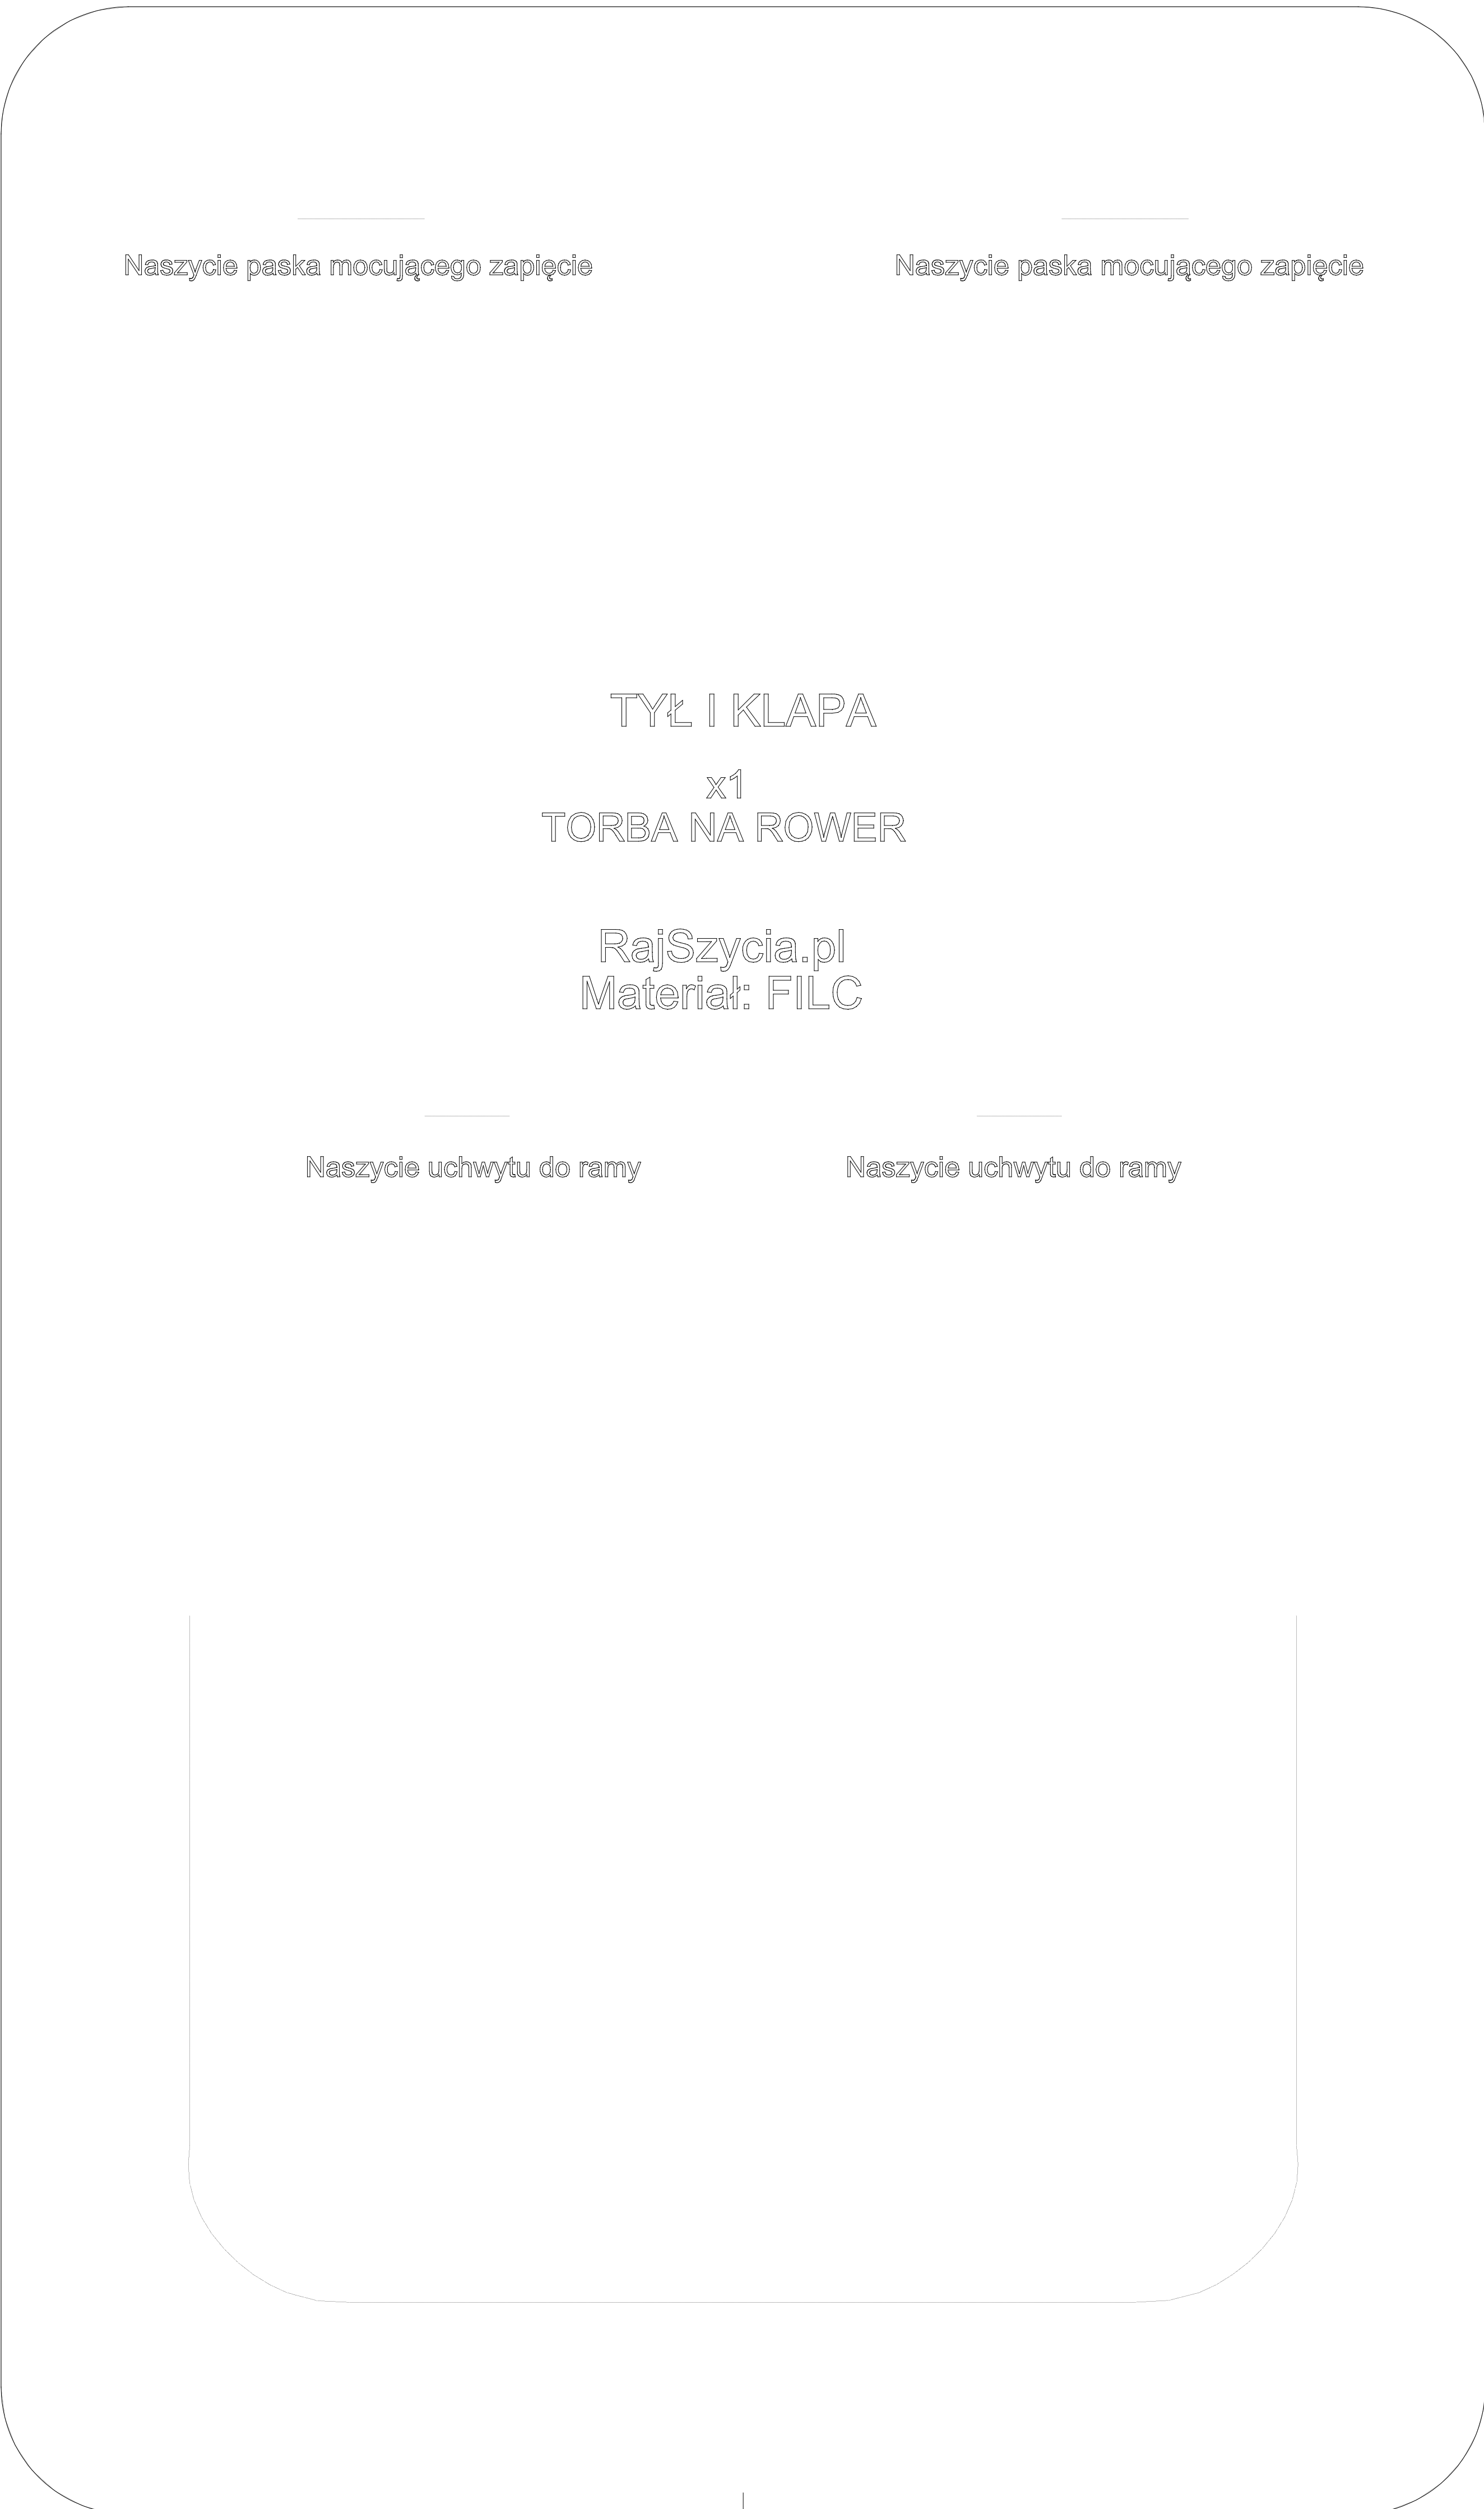 Naszycie paska mocującego zapięcie
Naszycie paska mocującego zapięcie
TYŁ I KLAPA
x1
TORBA NA ROWER
RajSzycia.pl
Materiał: FILC
Naszycie uchwytu do ramy
Naszycie uchwytu do ramy